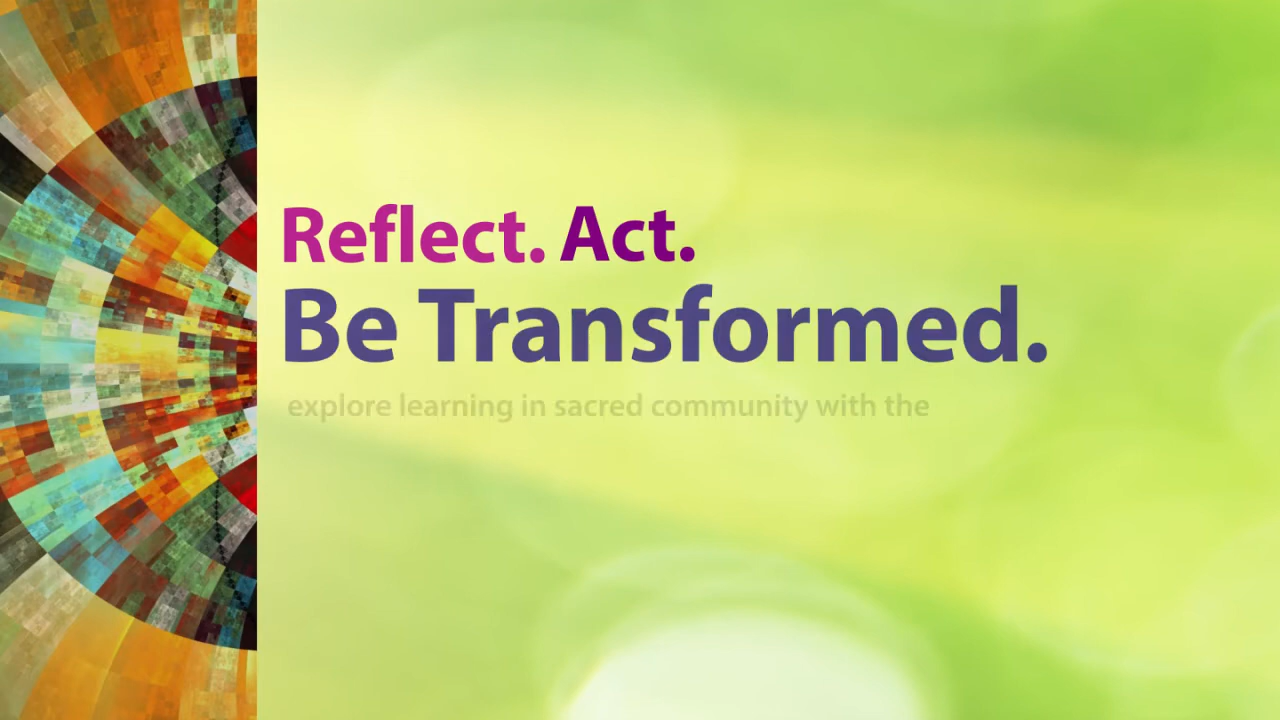 Reflect. Act.
Be Transformed.
explore learning in sacred community with the